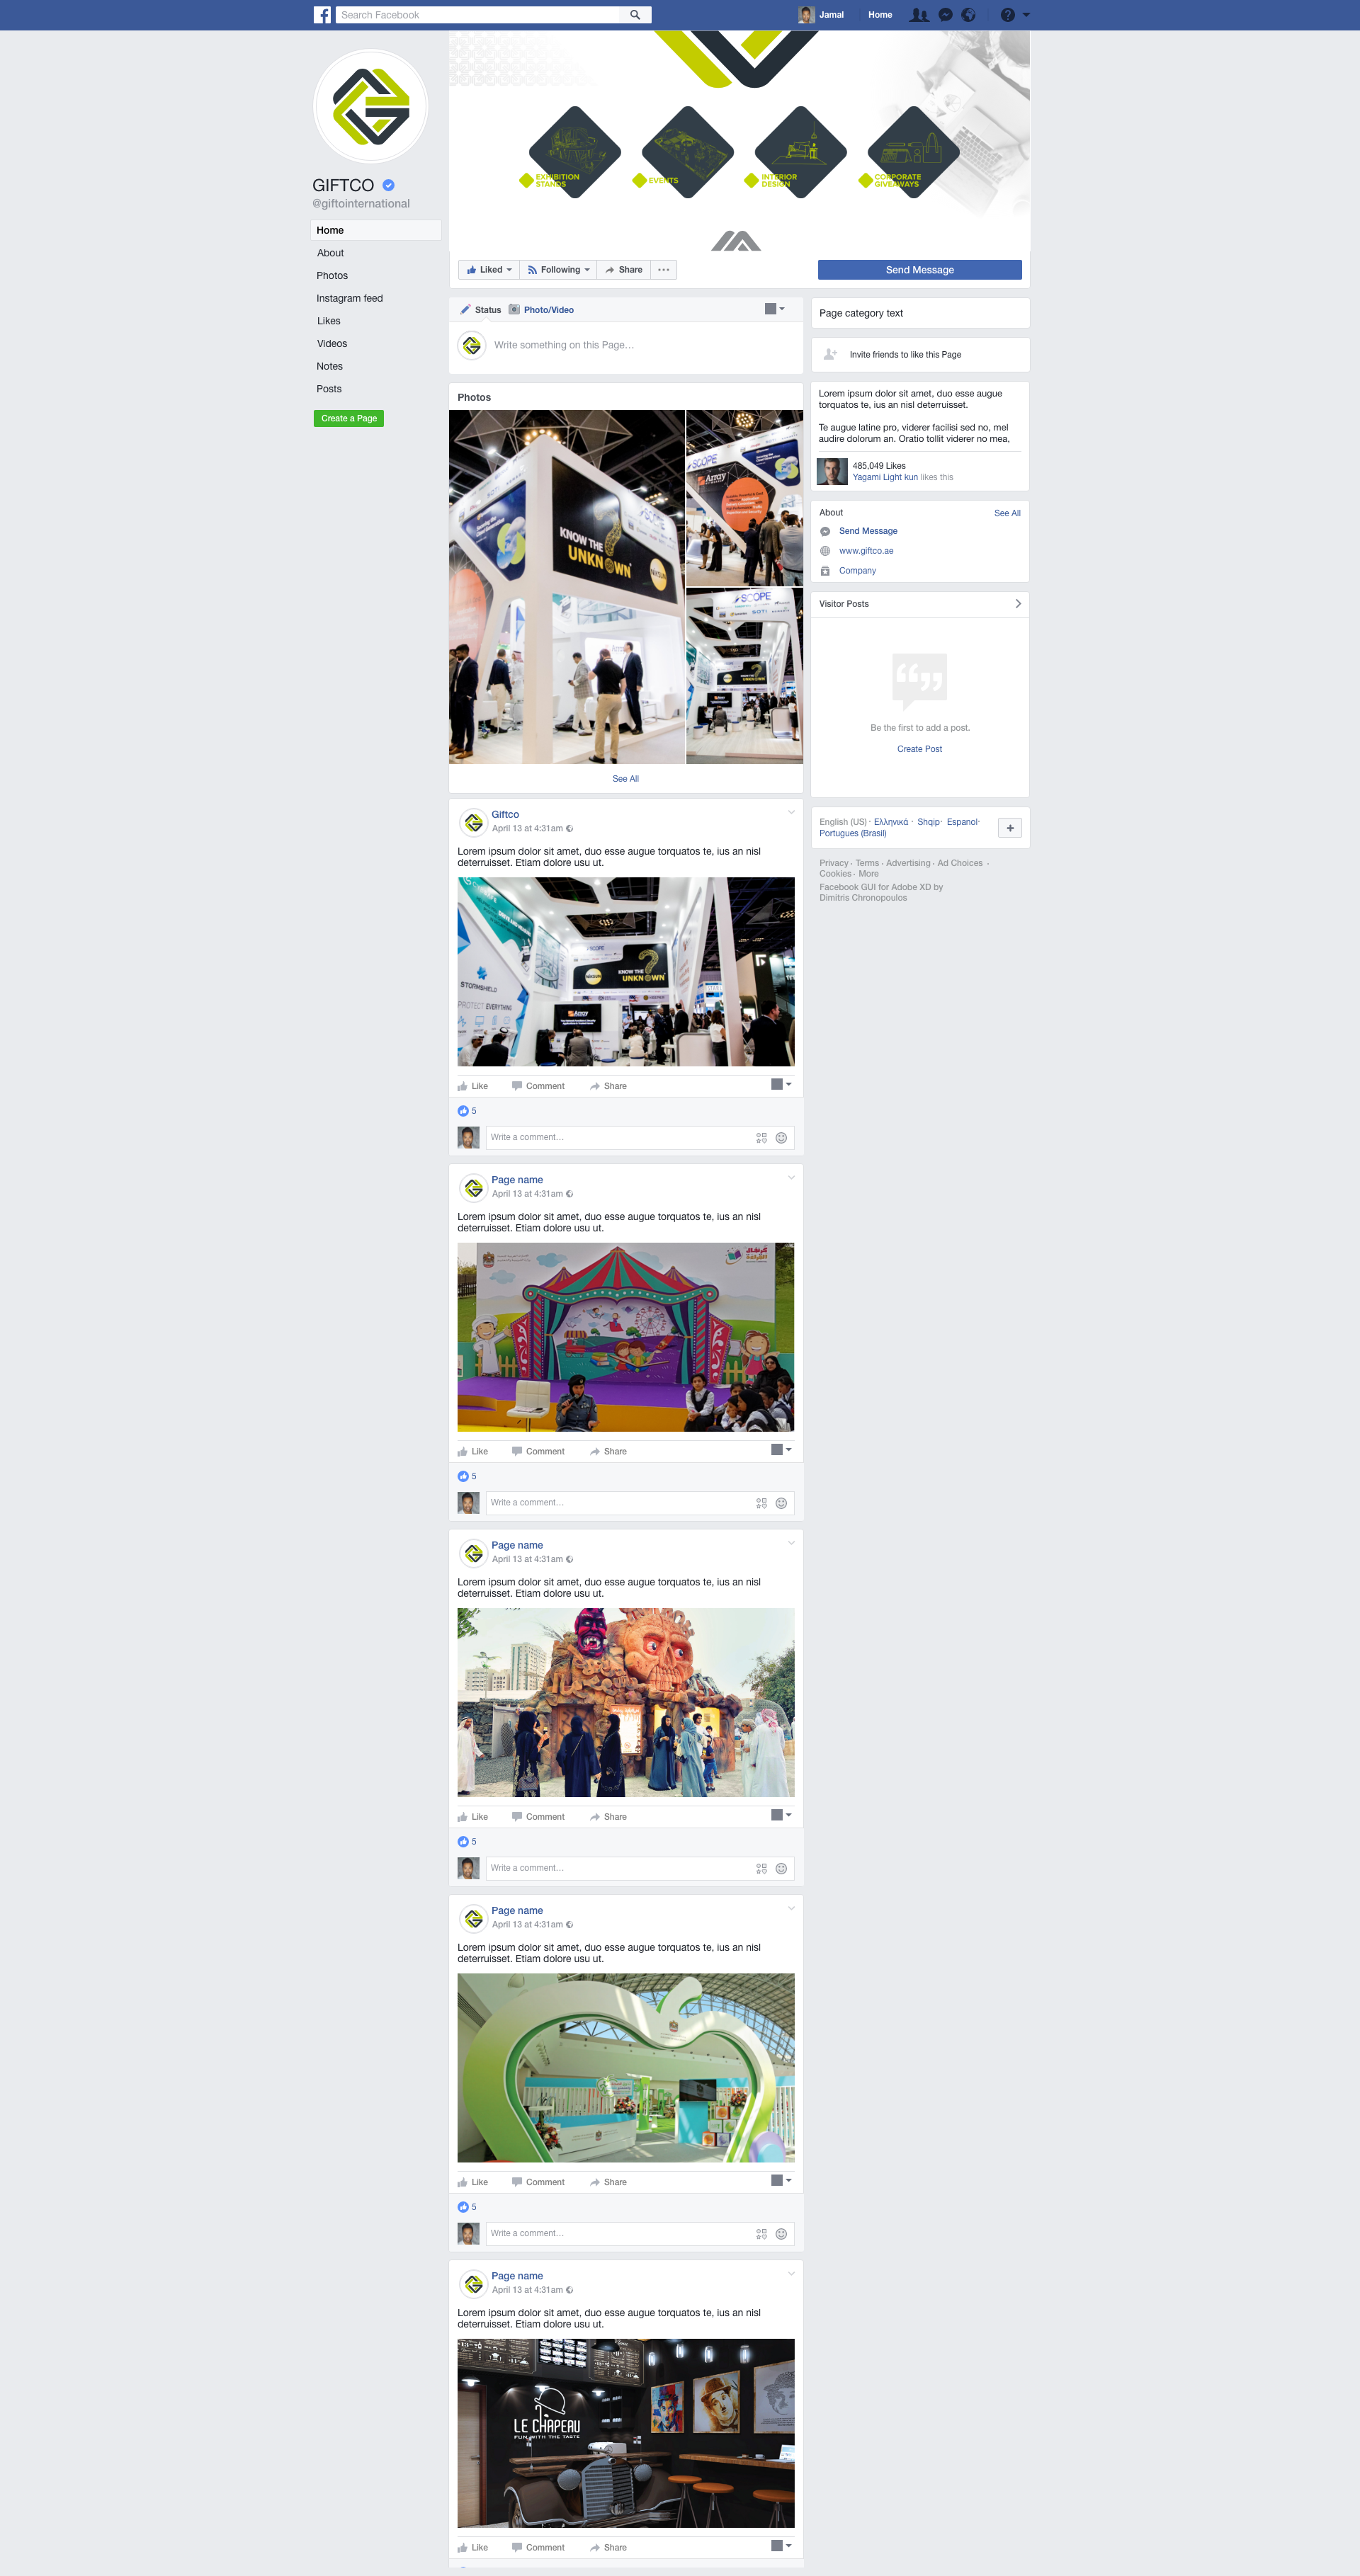 Search Facebook
Jamal
Home
GIFTCO
@giftointernational
Home
About
Photos
Instagram feed
Likes
Videos
Notes
Posts
Create a Page
EXHIBITION
STANDS
EVENTS
INTERIOR
DESIGN
CORPORATE
GIVEAWAYS
Liked
Following
Share
Send Message
Status
Photo/Video
Write something on this Page...
Photos
SCOPE
KNOW THE
UNKNOWN
SCOPE
Array
SCOPE
SOTI
UNKNOWN
See All
Giftco
April 13 at 4:31am
Lorem ipsum dolor sit amet, duo esse augue torquatos te, ius an nisl
deterruisset. Etiam dolore usu ut.
SCOPE
KNOW THE
UNKNOWN
STORMSHIELD
PROTECT EVERYTHING
Array
Like
Comment
Share
5
Write a comment...
Page name
April 13 at 4:31am
Lorem ipsum dolor sit amet, duo esse augue torquatos te, ius an nisl
deterruisset. Etiam dolore usu ut.
Like
Comment
Share
5
Write a comment...
Page name
April 13 at 4:31am
Lorem ipsum dolor sit amet, duo esse augue torquatos te, ius an nisl
deterruisset. Etiam dolore usu ut.
Like
Comment
Share
5
Write a comment...
Page name
April 13 at 4:31am
Lorem ipsum dolor sit amet, duo esse augue torquatos te, ius an nisl
deterruisset. Etiam dolore usu ut.
Like
Comment
Share
5
Write a comment...
Page name
April 13 at 4:31am
Lorem ipsum dolor sit amet, duo esse augue torquatos te, ius an nisl
deterruisset. Etiam dolore usu ut.
LE CHAPEAU
FUN WITH THE TASTE
Like
Comment
Share
Page category text
Invite friends to like this Page
Lorem ipsum dolor sit amet, duo esse augue
torquatos te, ius an nisl deterruisset.
Te augue latine pro, viderer facilisi sed no, mel
audire dolorum an. Oratio tollit viderer no mea,
485,049 Likes
Yagami Light kun likes this
About
See All
Send Message
www.giftco.ae
Company
Visitor Posts
Be the first to add a post.
Create Post
English (US) · Ελληνικά · Shqip· Espanol·
Portugues (Brasil)
Privacy · Terms · Advertising · Ad Choices ·
Cookies · More
Facebook GUI for Adobe XD by
Dimitris Chronopoulos